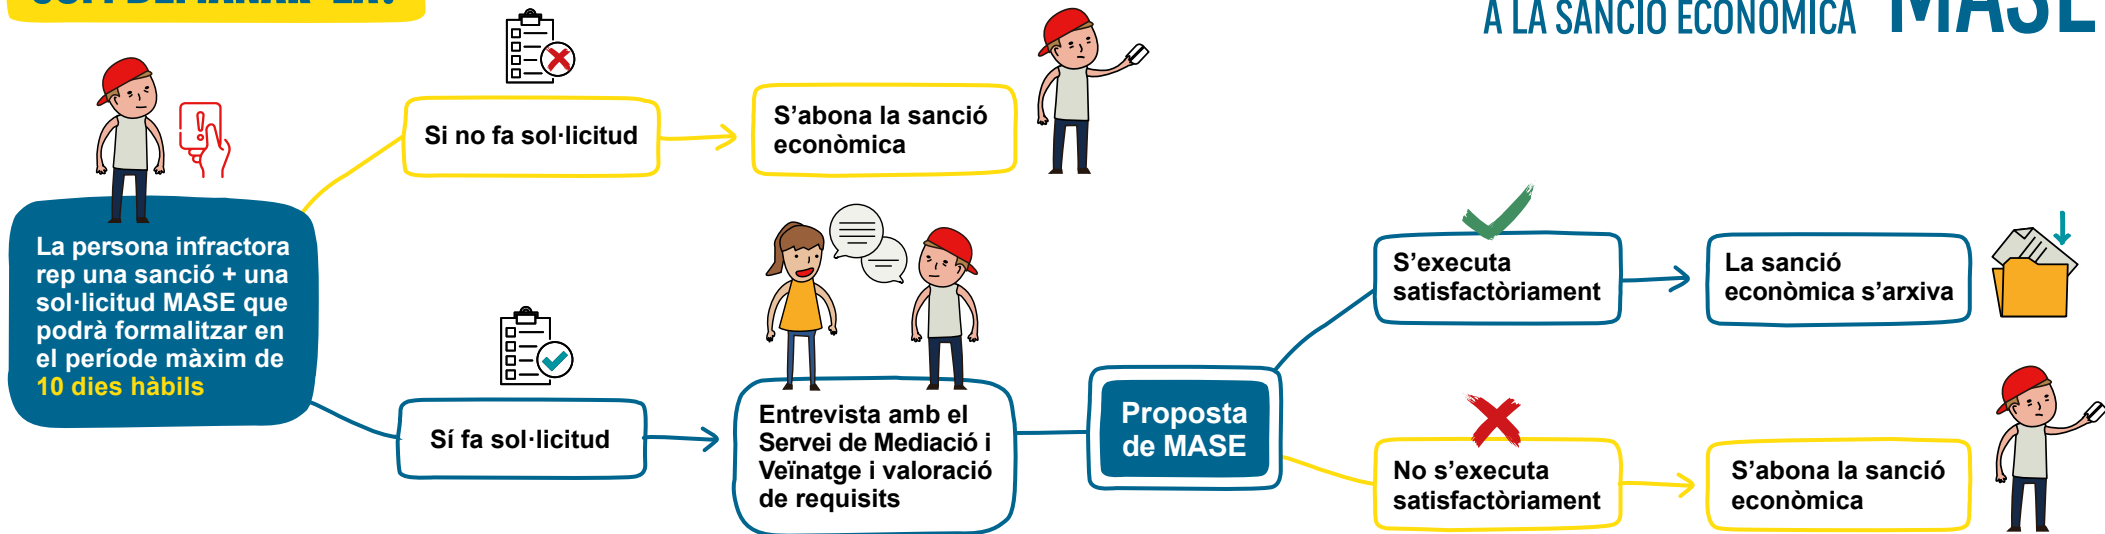 COM DEMANAR-LA?
A LA SANCIÓ ECONÒMICA MASE
La persona infractora
rep una sanció + una
sol·licitud MASE que
podrà formalitzar en
el període màxim de
10 dies hàbils
Si no fa sol·licitud
S’abona la sanció
econòmica
Sí fa sol·licitud
Entrevista amb el
Servei de Mediació i
Veïnatge i valoració
de requisits
Proposta
de MASE
S’executa
satisfactòriament
La sanció
econòmica s’arxiva
No s’executa
satisfactòriament
S’abona la sanció
econòmica